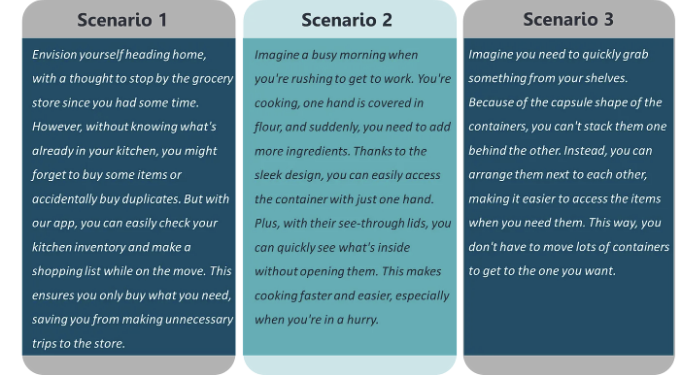 Scenario 1
Envision yourself heading home,
with a thought to stop by the grocery
store since you had some time.
However, without knowing what's
already in your kitchen, you might
forget to buy some items or
accidentally buy duplicates. But with
our app, you can easily check your
kitchen inventory and make a
shopping list while on the move. This
ensures you only buy what you need,
saving you from making unnecessary
trips to the store.
Scenario 2
Imagine a busy morning when
you're rushing to get to work. You're
cooking, one hand is covered in
flour, and suddenly, you need to add
more ingredients. Thanks to the
sleek design, you can easily access
the container with just one hand.
Plus, with their see-through lids, you
can quickly see what's inside
without opening them. This makes
cooking faster and easier, especially
when you're in a hurry.
Scenario 3
Imagine you need to quickly grab
something from your shelves.
Because of the capsule shape of the
containers, you can't stack them one
behind the other. Instead, you can
arrange them next to each other,
making it easier to access the items
when you need them. This way, you
don't have to move lots of containers
to get to the one you want.